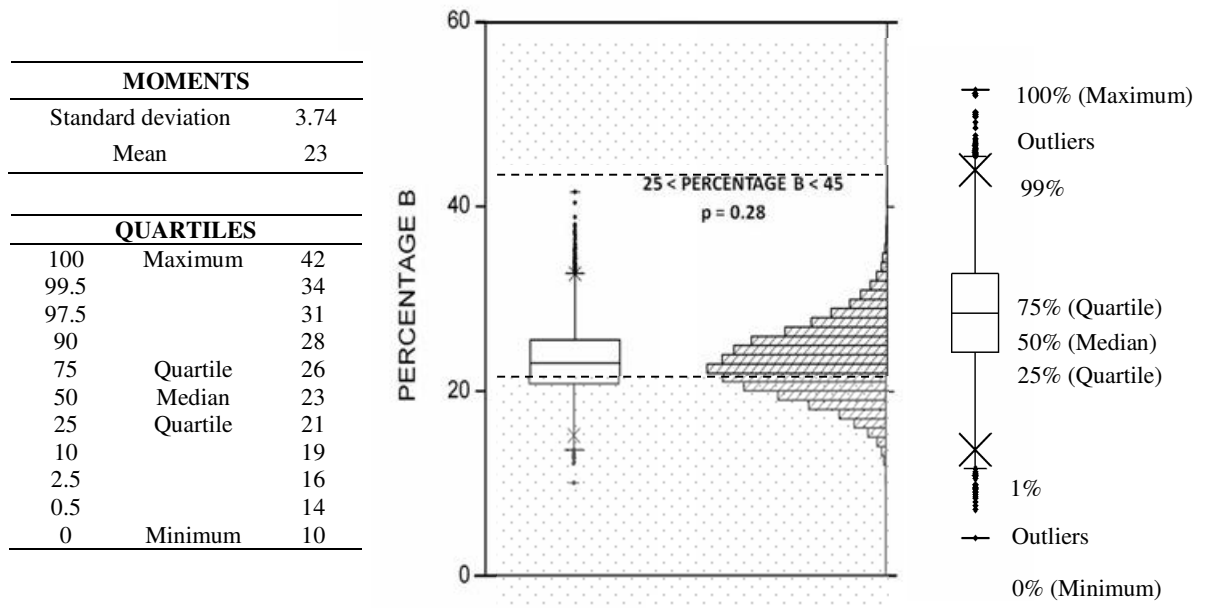 MOMENTS
Standard deviation 3.74
Mean 23
QUARTILES
100 Maximum 42
99.5 34
97.5 31
90 28
75 Quartile 26
50 Median 23
25 Quartile 21
10 19
2.5 16
0.5 14
0 Minimum 10
PERCENTAGE B
60
40
20
0
25 < PERCENTAGE B < 45
p = 0.28
100% (Maximum)
Outliers
99%
75% (Quartile)
50% (Median)
25% (Quartile)
1%
Outliers
0% (Minimum)